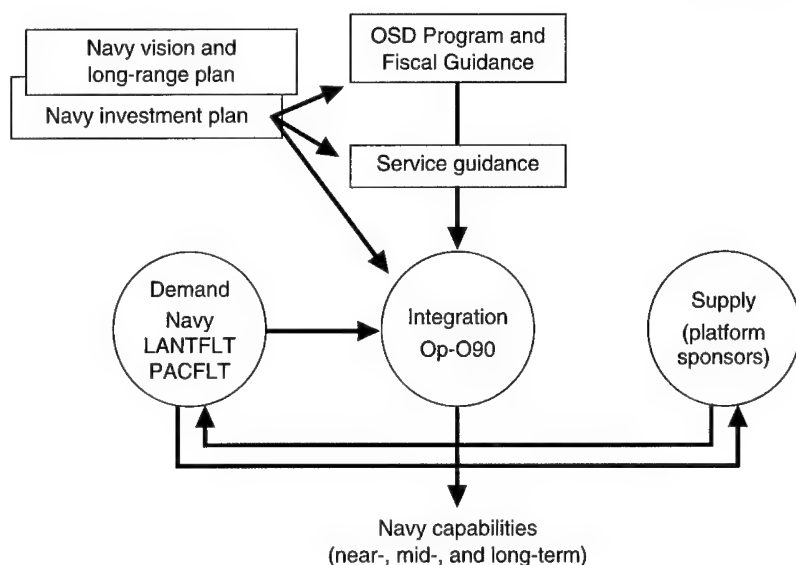 Navy vision and
long-range plan
Navy investment plan
OSD Program and
Fiscal Guidance
Service guidance
Demand
Navy
LANTFLT
PACFLT
Integration
Op-O90
Supply
(platform
sponsors)
Navy capabilities
(near-, mid-, and long-term)